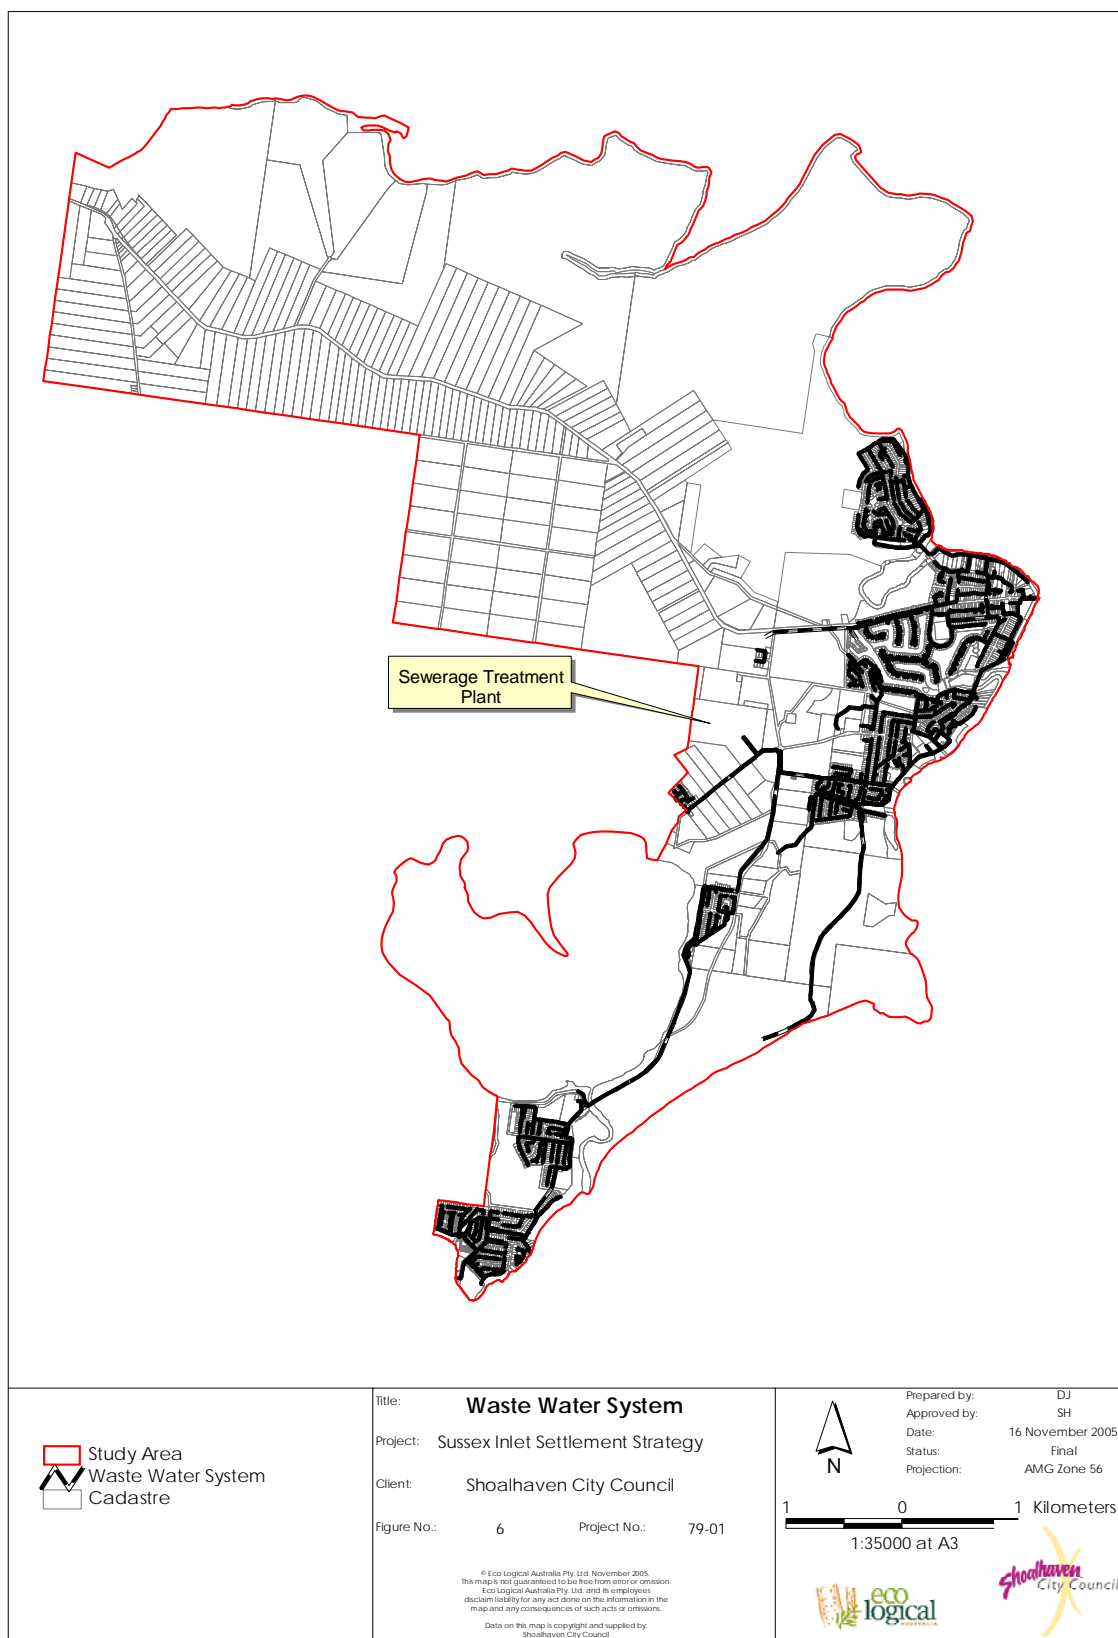 Sewerage Treatment
Plant
Study Area
Waste Water System
Cadastre
Title: Waste Water System
Project: Sussex Inlet Settlement Strategy
Client: Shoalhaven City Council
Figure No.: 6 Project No.: 79-01
© Eco Logical Australia Pty. Ltd. November 2005.
This map is not guaranteed to be free from error or omission.
Eco Logical Australia Pty. Ltd. and its employees
disclaim liability for any act done on the information in the
map and any consequences of such acts or omissions.
Data on this map is copyright and supplied by:
Shoalhaven City Council
N
Prepared by: DJ
Approved by: SH
Date: 16 November 2005
Status: Final
Projection: AMG Zone 56
1 0 1 Kilometers
1:35000 at A3
eco
logical
AUSTRALIA
Shoalhaven
City Council